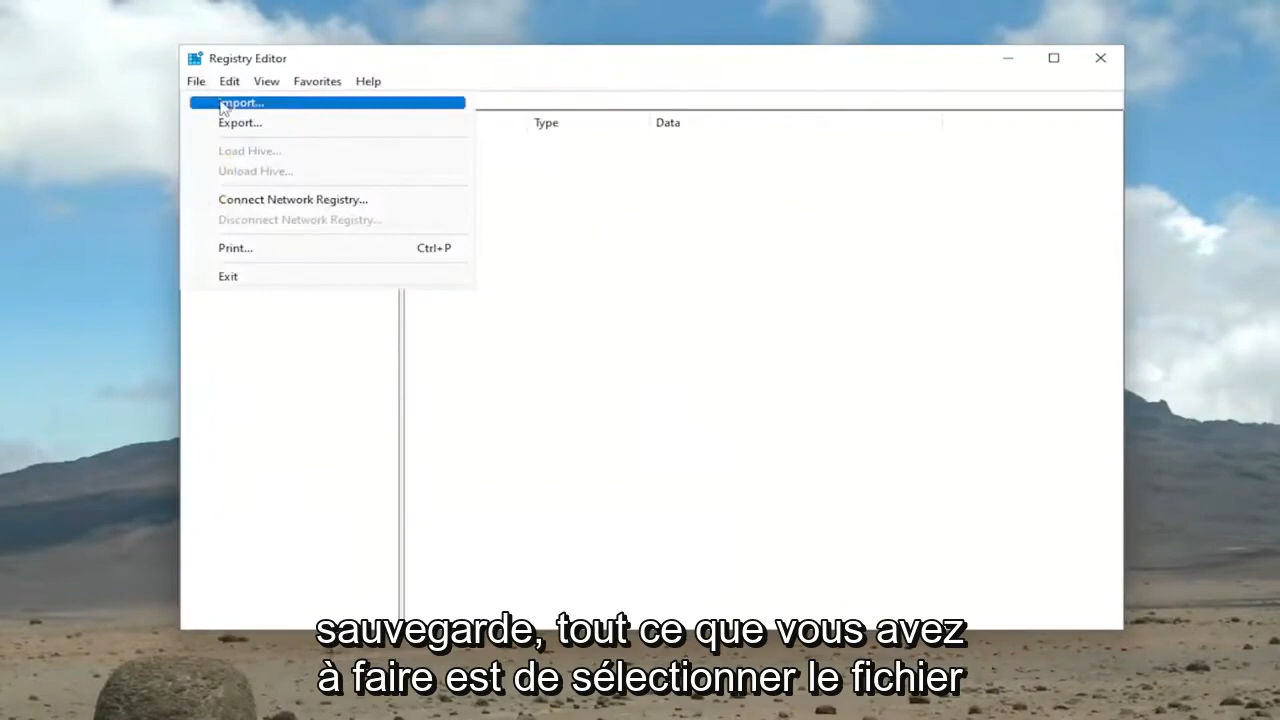 Registry Editor
File Edit View Favorites Help
Import...
Type Data
Export...
Load Hive...
Unload Hive...
Connect Network Registry...
Disconnect Network Registry...
Print... Ctrl+P
Exit
sauvegarde, tout ce que vous avez
à faire est de sélectionner le fichier